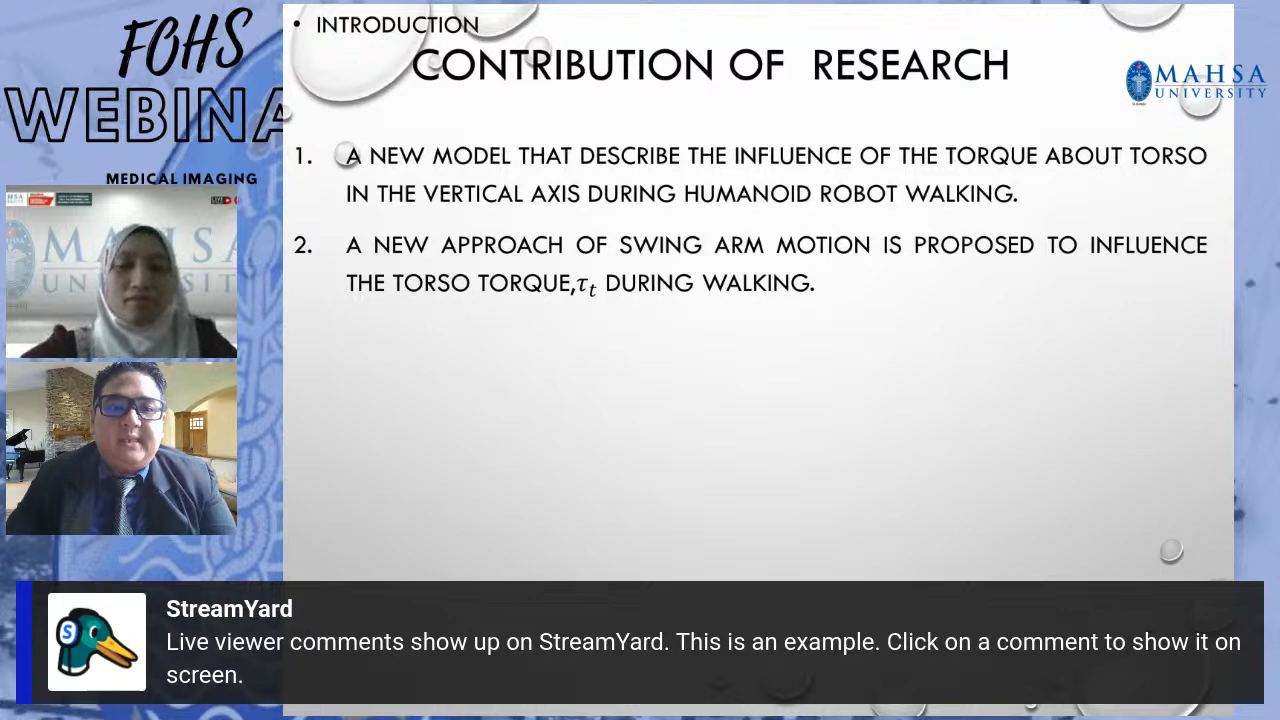 FOHS
WEBINA
MEDICAL IMAGING
• INTRODUCTION
CONTRIBUTION OF RESEARCH
MAHSA
UNIVERSITY
1. A NEW MODEL THAT DESCRIBE THE INFLUENCE OF THE TORQUE ABOUT TORSO
IN THE VERTICAL AXIS DURING HUMANOID ROBOT WALKING.
2. A NEW APPROACH OF SWING ARM MOTION IS PROPOSED TO INFLUENCE
THE TORSO TORQUE,τₜ DURING WALKING.
MAHSA
StreamYard
Live viewer comments show up on StreamYard. This is an example. Click on a comment to show it on
screen.